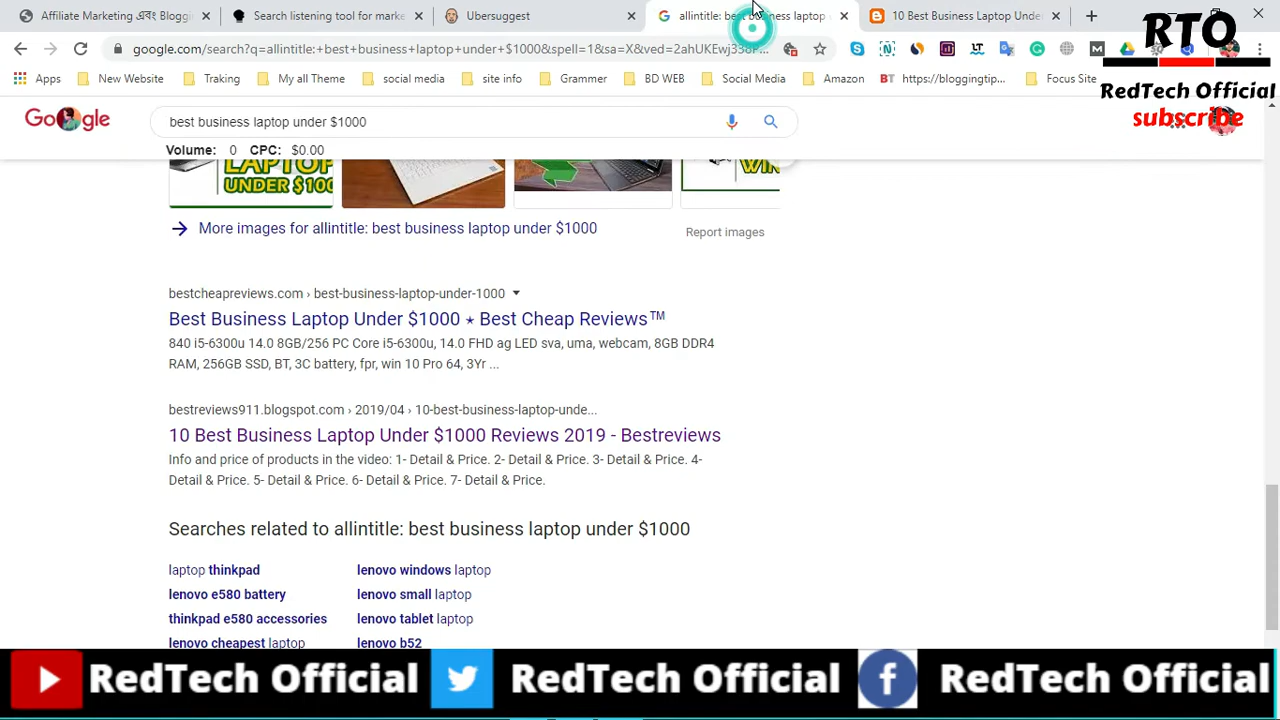 Affiliate Marketing এবং Bloggin
Search listening tool for marke
Ubersuggest
allintitle: best business laptop
10 Best Business Laptop Under
google.com/search?q=allintitle:+best+business+laptop+under+$1000&spell=1&sa=X&ved=2ahUKEwj33
Apps
New Website
Traking
My all Theme
social media
site info
Grammer
BD WEB
Social Media
Amazon
https://bloggingtip...
Focus Site
RTO
RedTech Official
subscribe
Google
best business laptop under $1000
Volume: 0 CPC: $0.00
LAPTOP
UNDER $100
WIN
More images for allintitle: best business laptop under $1000
Report images
bestcheapreviews.com › best-business-laptop-under-1000
Best Business Laptop Under $1000 ⋆ Best Cheap Reviews™
840 i5-6300u 14.0 8GB/256 PC Core i5-6300u, 14.0 FHD ag LED sva, uma, webcam, 8GB DDR4
RAM, 256GB SSD, BT, 3C battery, fpr, win 10 Pro 64, 3Yr ...
bestreviews911.blogspot.com › 2019/04 › 10-best-business-laptop-unde...
10 Best Business Laptop Under $1000 Reviews 2019 - Bestreviews
Info and price of products in the video: 1- Detail & Price. 2- Detail & Price. 3- Detail & Price. 4-
Detail & Price. 5- Detail & Price. 6- Detail & Price. 7- Detail & Price.
Searches related to allintitle: best business laptop under $1000
laptop thinkpad
lenovo windows laptop
lenovo e580 battery
lenovo small laptop
thinkpad e580 accessories
lenovo tablet laptop
lenovo cheapest laptop
lenovo b52
RedTech Official
RedTech Official
RedTech Official